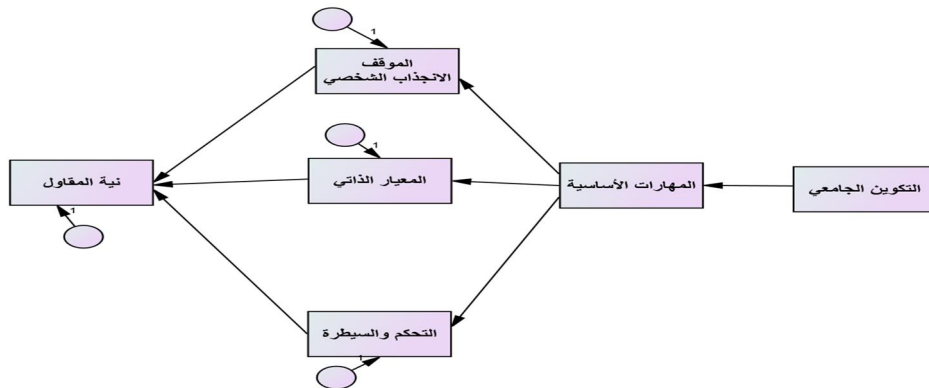 1
الموقف
الانجذاب الشخصي
1
التكوين الجامعي
المهارات الأساسية
المعيار الذاتي
نية المقاول
1
التحكم والسيطرة
1